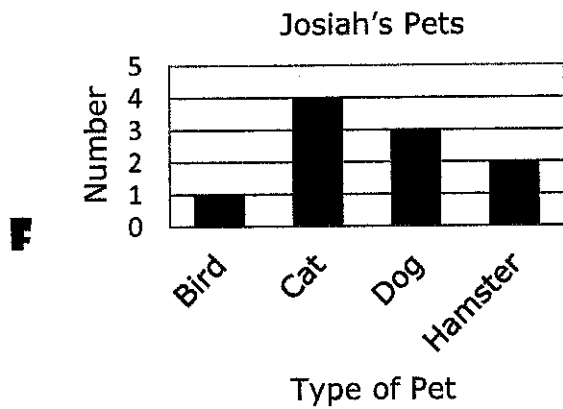 Josiah's Pets
Number
5
4
3
2
1
0
F
Bird
Cat
Dog
Hamster
Type of Pet